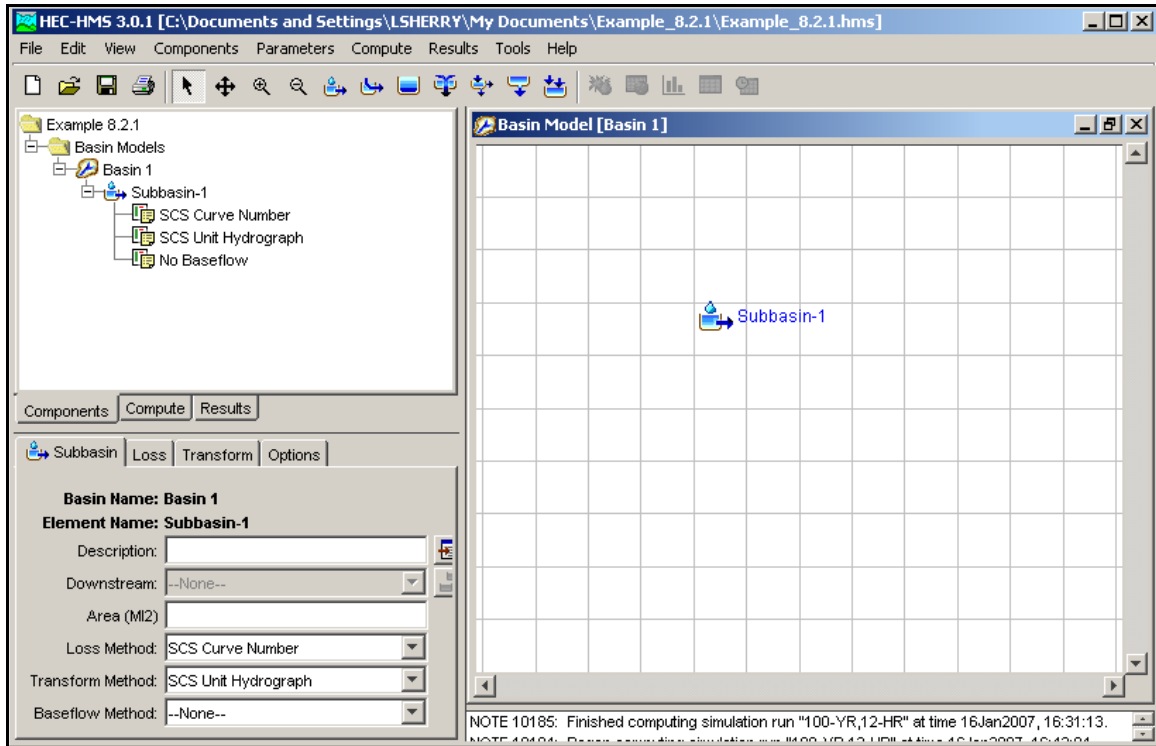 HEC-HMS 3.0.1 [C:\Documents and Settings\LSHERRY\My Documents\Example_8.2.1\Example_8.2.1.hms]
File Edit View Components Parameters Compute Results Tools Help
Example 8.2.1
Basin Models
Basin 1
Subbasin-1
SCS Curve Number
SCS Unit Hydrograph
No Baseflow
Components Compute Results
Subbasin Loss Transform Options
Basin Name: Basin 1
Element Name: Subbasin-1
Description:
Downstream: --None--
Area (MI2)
Loss Method: SCS Curve Number
Transform Method: SCS Unit Hydrograph
Baseflow Method: --None--
Basin Model [Basin 1]
Subbasin-1
NOTE 10185: Finished computing simulation run "100-YR,12-HR" at time 16Jan2007, 16:31:13.